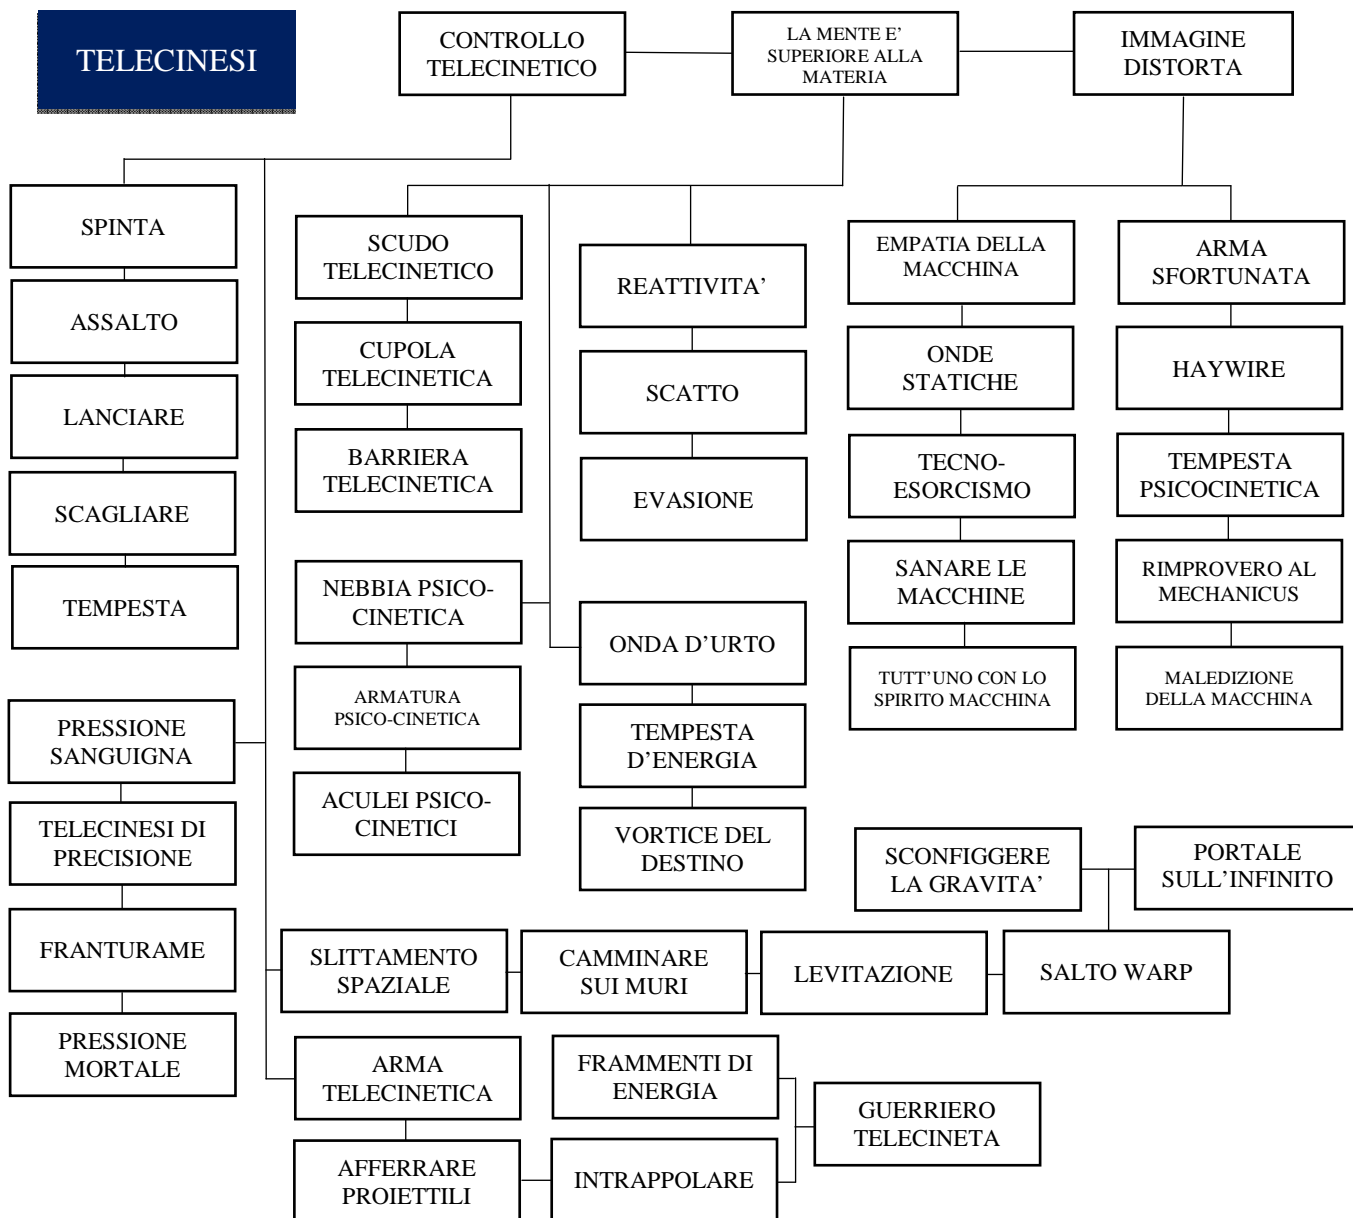 TELECINESI
CONTROLLO
TELECINETICO
LA MENTE E'
SUPERIORE ALLA
MATERIA
IMMAGINE
DISTORTA
SPINTA
ASSALTO
LANCIARE
SCAGLIARE
TEMPESTA
PRESSIONE
SANGUIGNA
TELECINESI DI
PRECISIONE
FRANTURAME
PRESSIONE
MORTALE
SCUDO
TELECINETICO
CUPOLA
TELECINETICA
BARRIERA
TELECINETICA
NEBBIA PSICO-
CINETICA
ARMATURA
PSICO-CINETICA
ACULEI PSICO-
CINETICI
REATTIVITA'
SCATTO
EVASIONE
ONDA D'URTO
TEMPESTA
D'ENERGIA
VORTICE DEL
DESTINO
EMPATIA DELLA
MACCHINA
ONDE
STATICHE
TECNO-
ESORCISMO
SANARE LE
MACCHINE
TUTT'UNO CON LO
SPIRITO MACCHINA
ARMA
SFORTUNATA
HAYWIRE
TEMPESTA
PSICOCINETICA
RIMPROVERO AL
MECHANICUS
MALEDIZIONE
DELLA MACCHINA
SCONFIGGERE
LA GRAVITA'
PORTALE
SULL'INFINITO
SLITTAMENTO
SPAZIALE
CAMMINARE
SUI MURI
LEVITAZIONE
SALTO WARP
ARMA
TELECINETICA
FRAMMENTI DI
ENERGIA
GUERRIERO
TELECINETA
AFFERRARE
PROIETTILI
INTRAPPOLARE